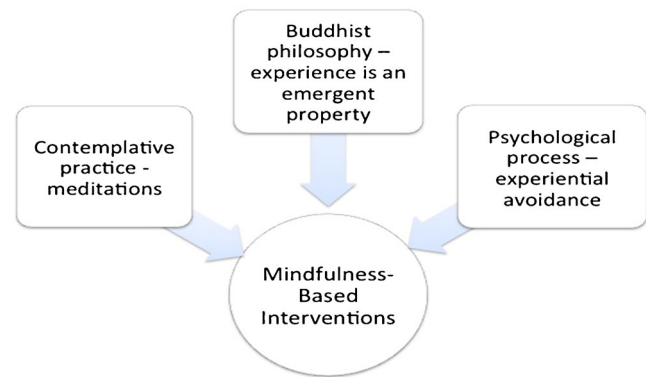 Buddhist
philosophy –
experience is an
emergent
property
Contemplative
practice -
meditations
Psychological
process –
experiential
avoidance
Mindfulness-
Based
Interventions